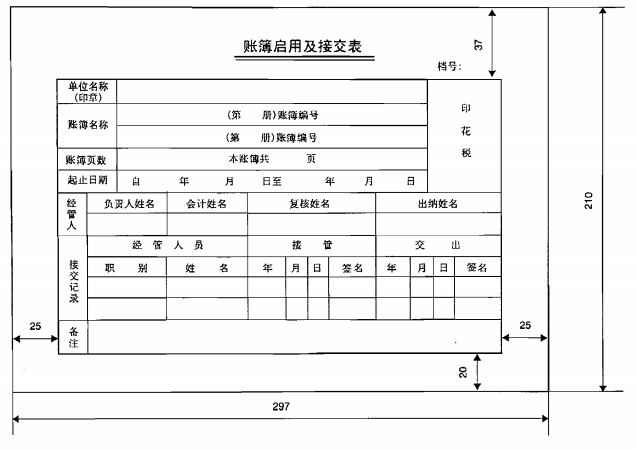 账簿启用及接交表
37
档号:
单位名称
(印章)
印花税
账簿名称
(第 册)账簿编号
(第 册)账簿编号
账簿页数
本账簿共 页
起止日期
自 年 月 日至 年 月 日
210
经管人
负责人姓名 会计姓名 复核姓名 出纳姓名
接交记录
经管人员 接管 交出
职别 姓名 年 月 日 签名 年 月 日 签名
25
备注
25
20
297